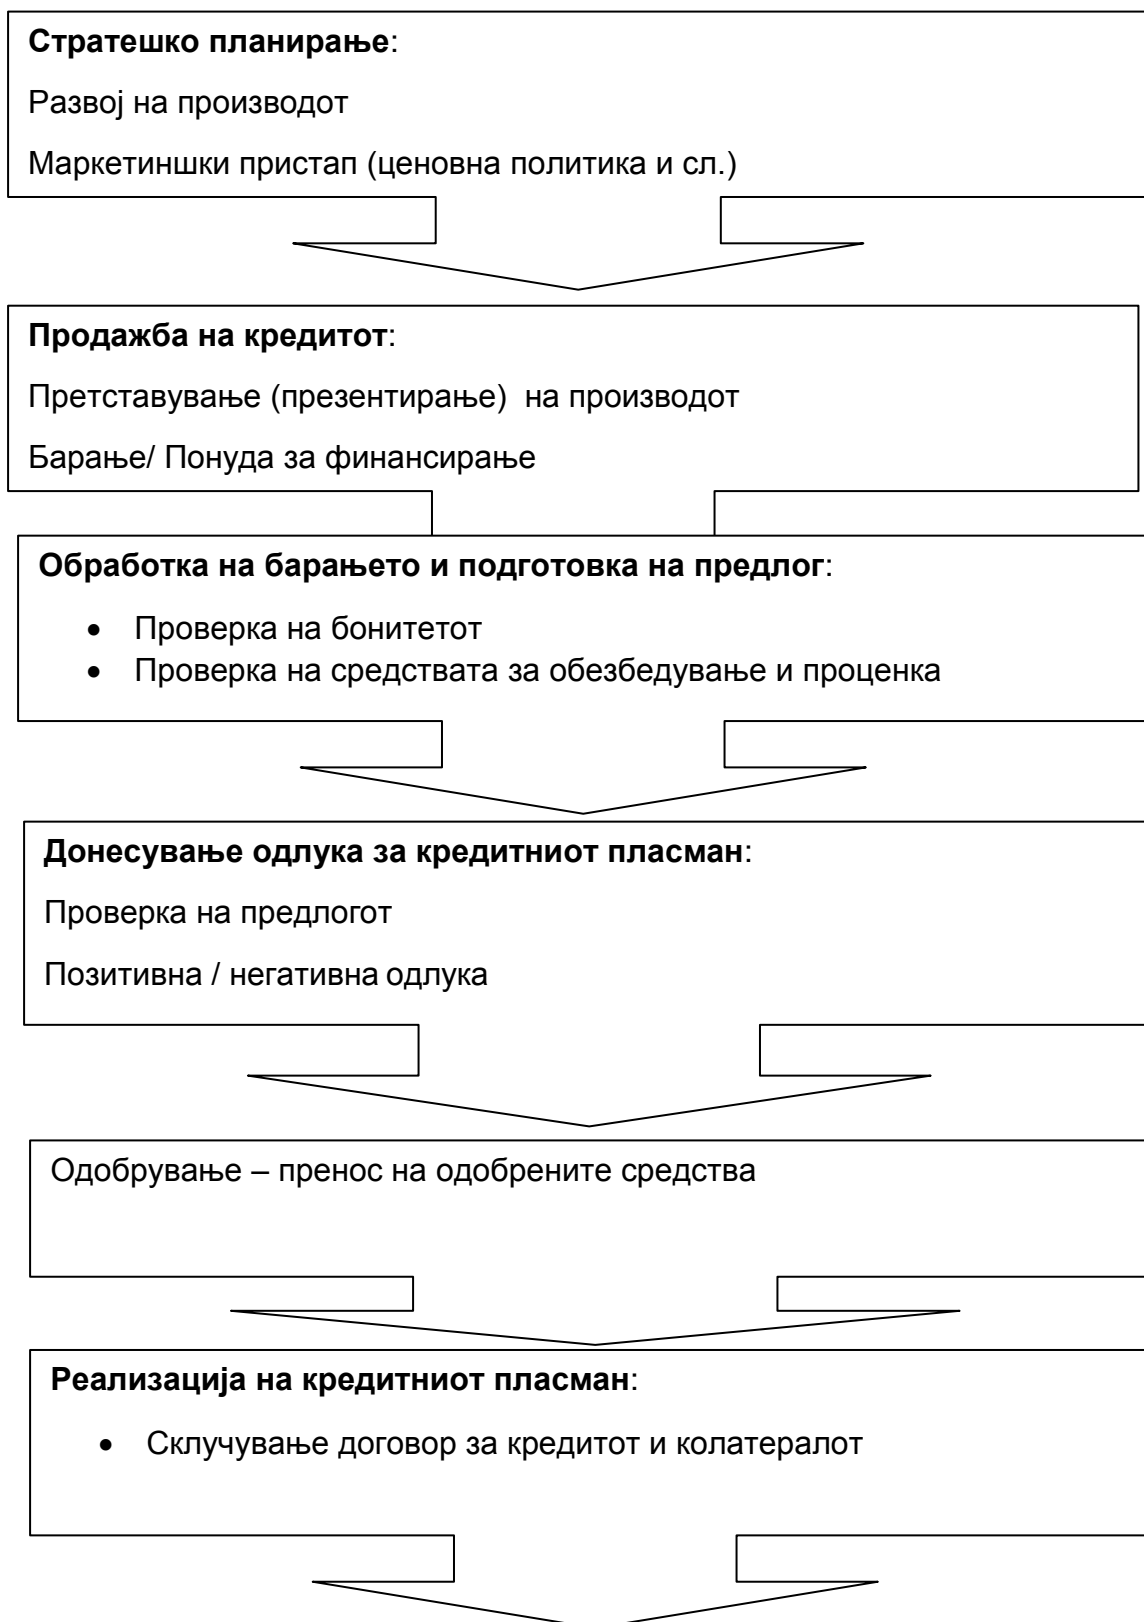 Стратешко планирање:
Развој на производот
Маркетиншки пристап (ценовна политика и сл.)
Продажба на кредитот:
Претставување (презентирање)  на производот
Барање/ Понуда за финансирање
Обработка на барањето и подготовка на предлог:
• Проверка на бонитетот
• Проверка на средствата за обезбедување и проценка
Донесување одлука за кредитниот пласман:
Проверка на предлогот
Позитивна / негативна одлука
Одобрување – пренос на одобрените средства
Реализација на кредитниот пласман:
• Склучување договор за кредитот и колатералот